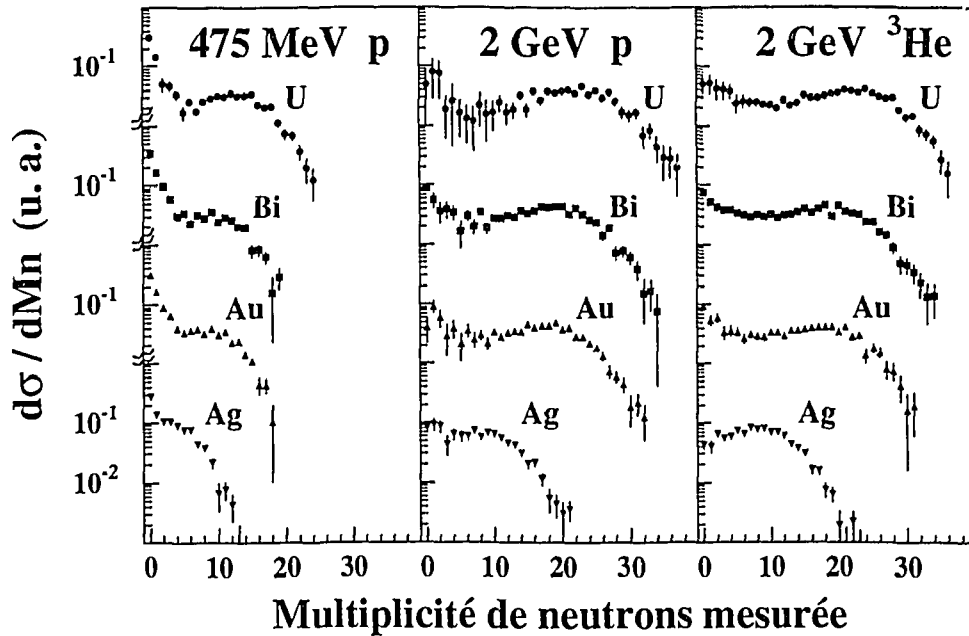 475 MeV p
2 GeV p
2 GeV ³He
10⁻¹
U
U
U
10⁻¹
Bi
Bi
Bi
10⁻¹
Au
Au
Au
10⁻¹
Ag
Ag
Ag
10⁻²
dσ / dMn (u. a.)
0 10 20 30 0 10 20 30 0 10 20 30
Multiplicité de neutrons mesurée